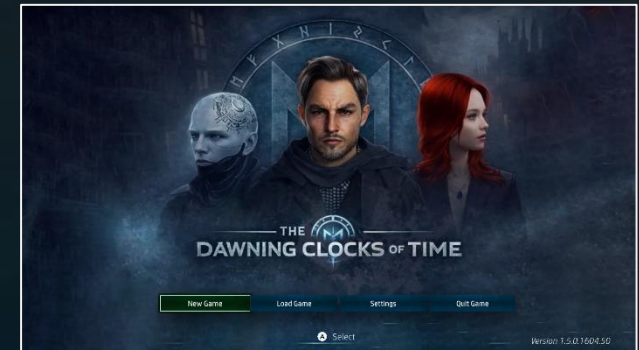 THE
DAWNING CLOCKS OF TIME
New Game Load Game Settings Quit Game
A Select
Version 1.5.0.1604.50